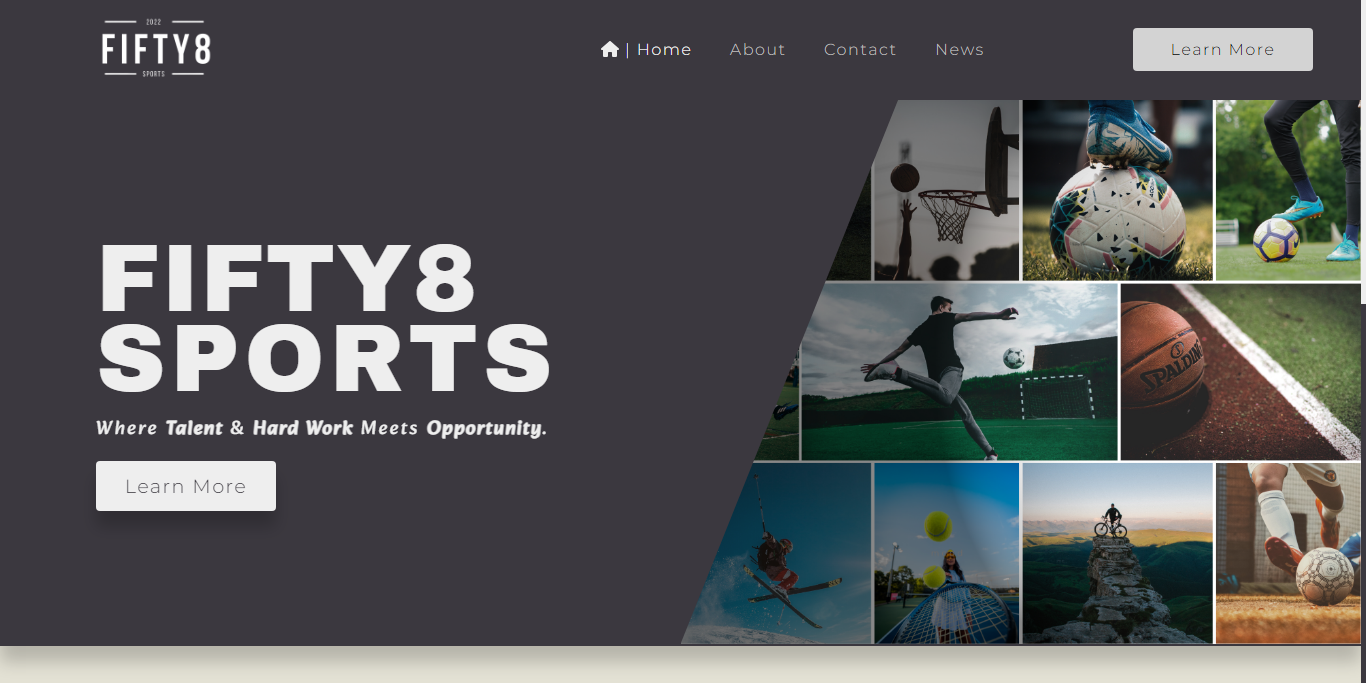 2022
FIFTY8
SPORTS
| Home
About
Contact
News
Learn More
FIFTY8
SPORTS
Where Talent & Hard Work Meets Opportunity.
Learn More
SPALDING